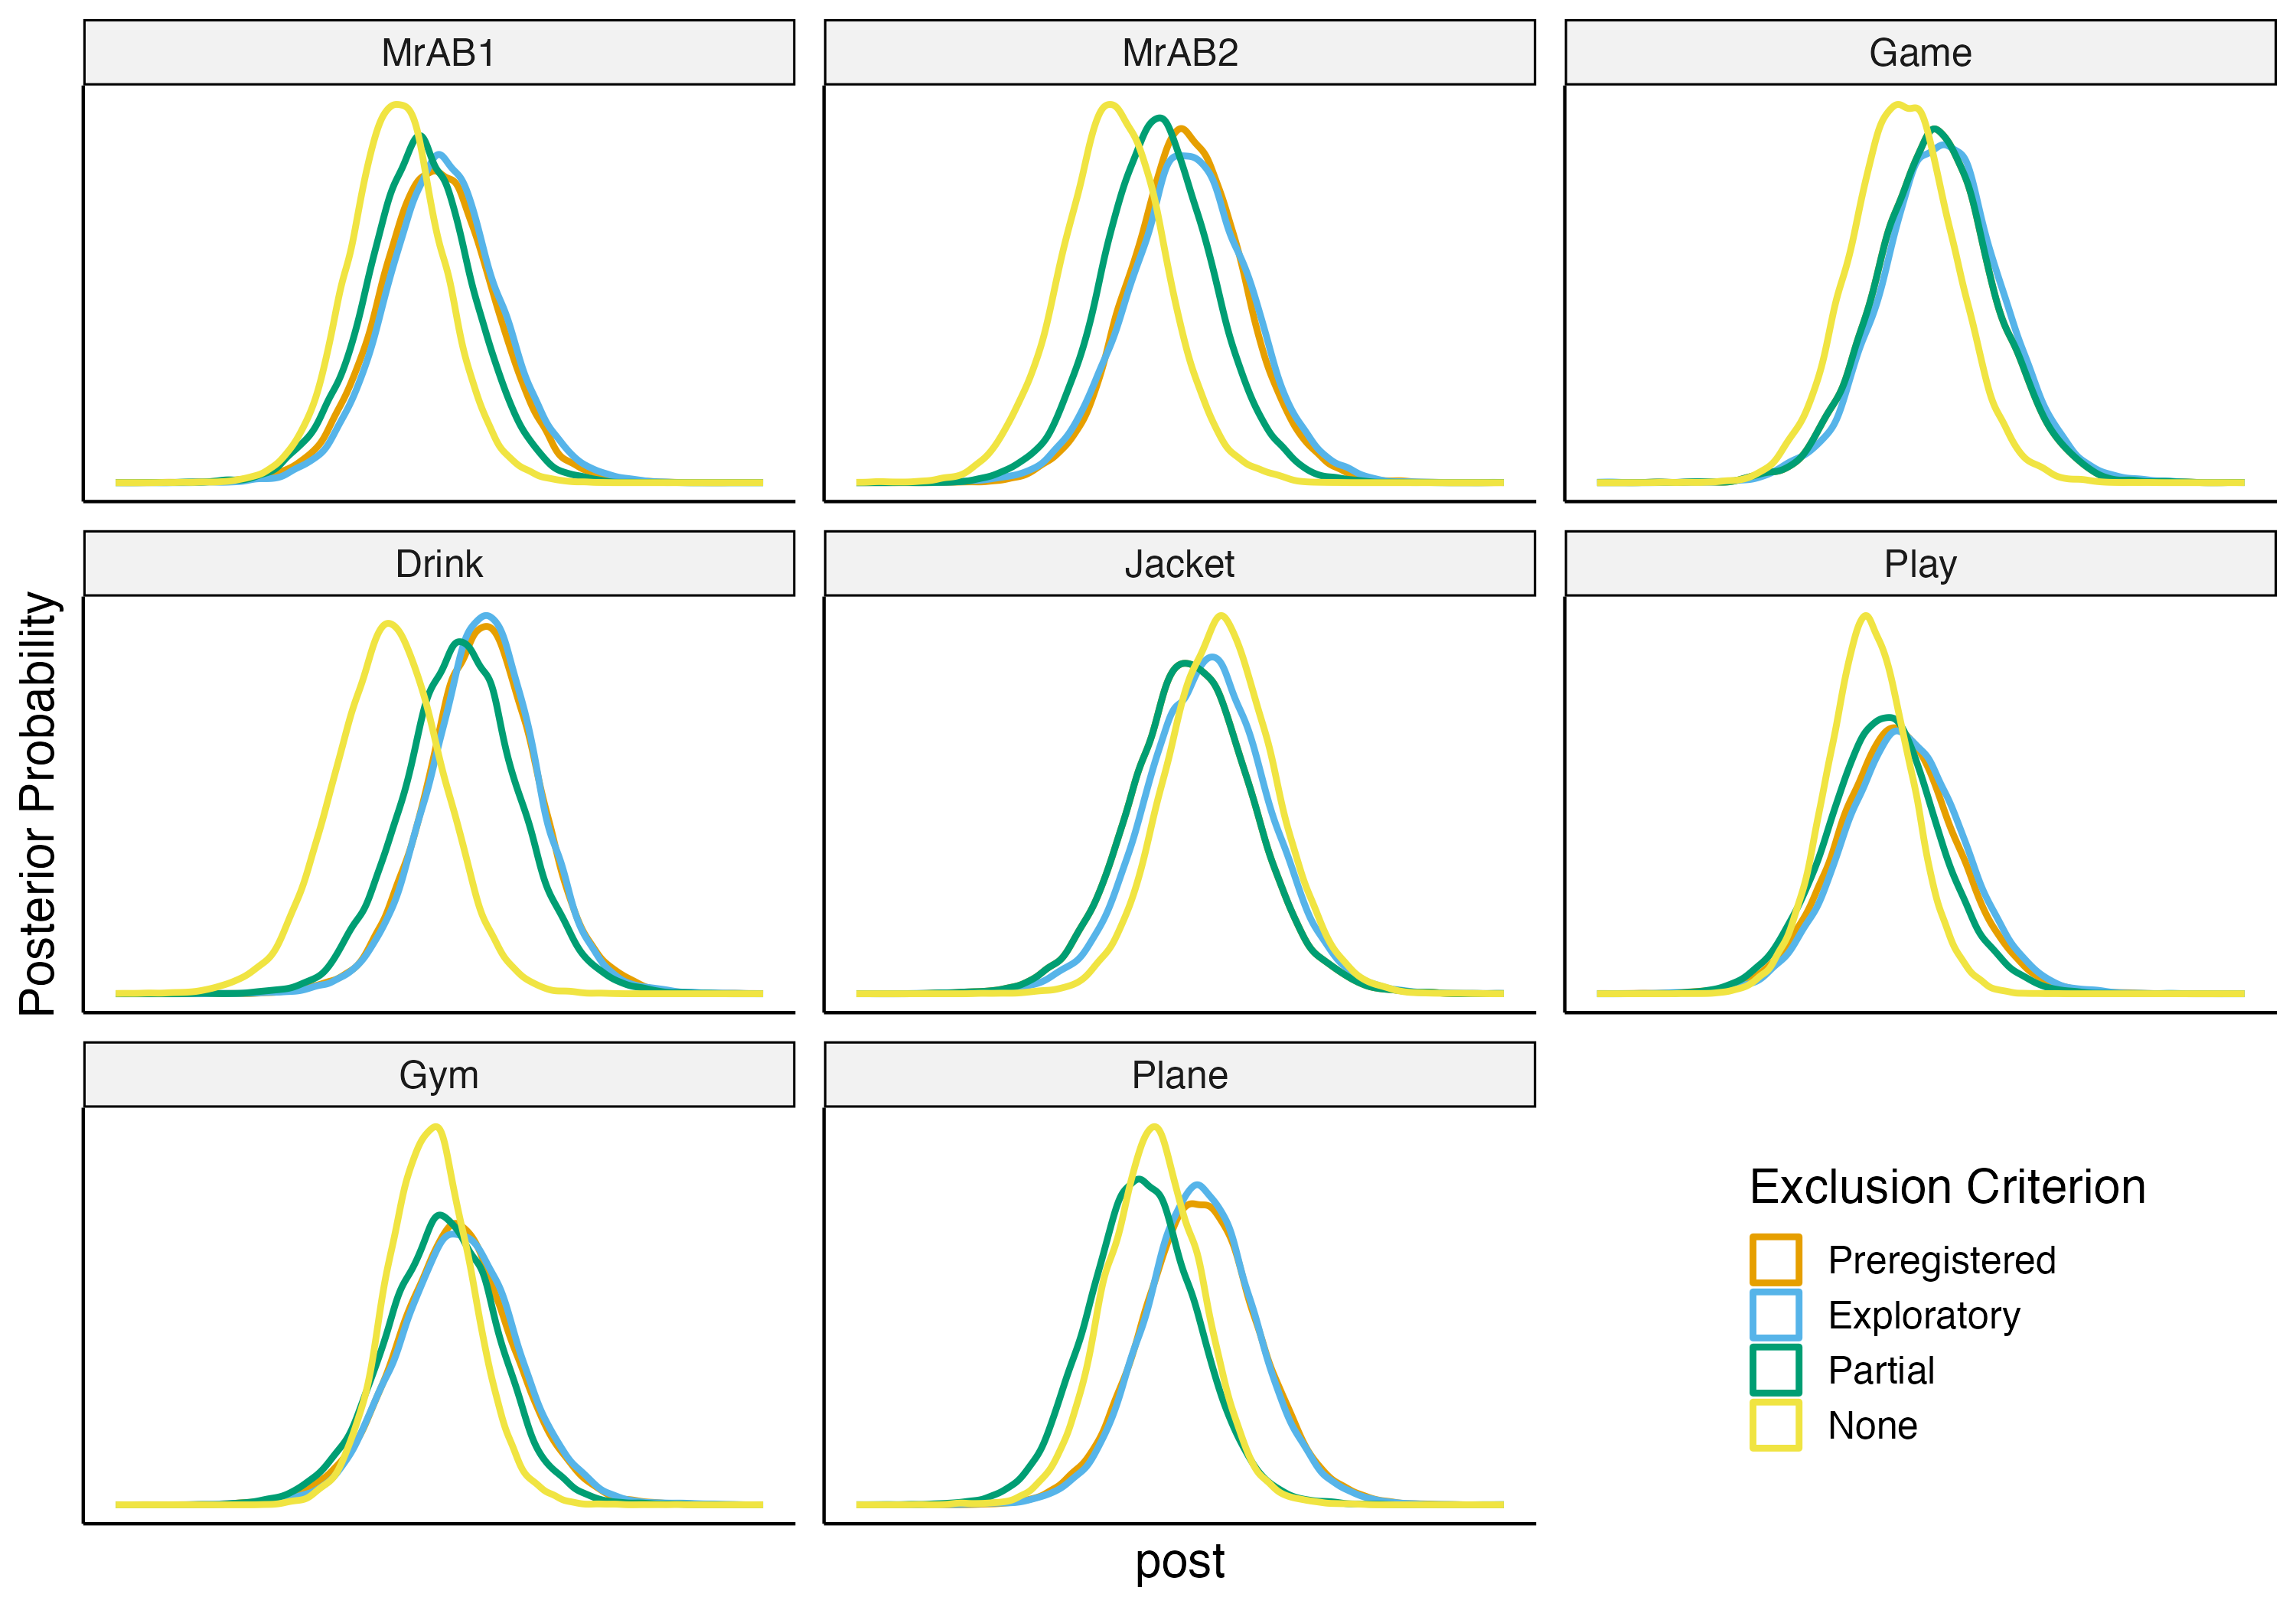 MrAB1
MrAB2
Game
Drink
Jacket
Play
Gym
Plane
Posterior Probability
post
Exclusion Criterion
Preregistered
Exploratory
Partial
None